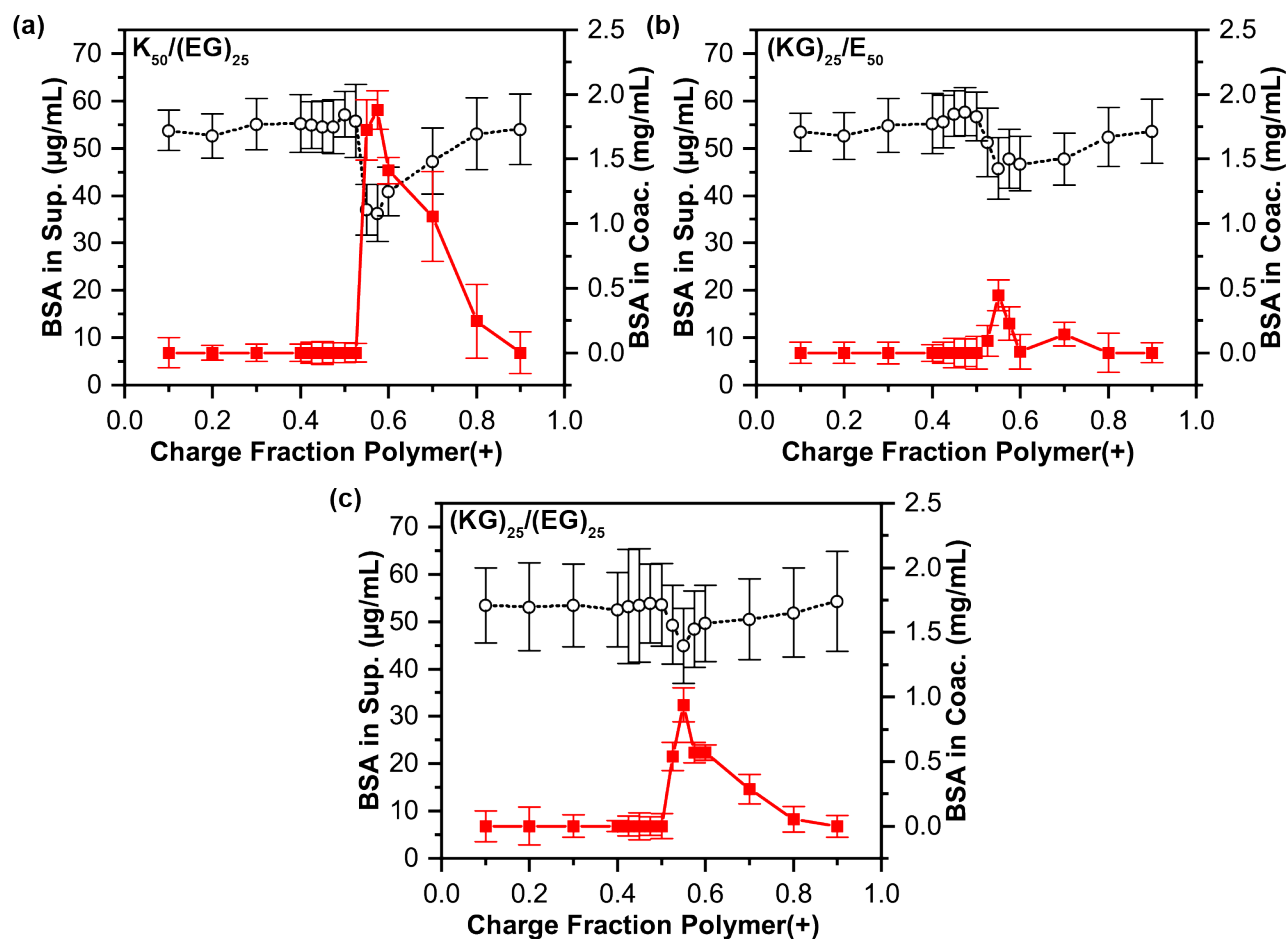 (a)
K₅₀/(EG)₂₅
BSA in Sup. (μg/mL)
70
60
50
40
30
20
10
0
2.5
2.0
1.5
1.0
0.5
0.0
BSA in Coac. (mg/mL)
0.0 0.2 0.4 0.6 0.8 1.0
Charge Fraction Polymer(+)
(b)
(KG)₂₅/E₅₀
BSA in Sup. (μg/mL)
70
60
50
40
30
20
10
0
2.5
2.0
1.5
1.0
0.5
0.0
BSA in Coac. (mg/mL)
0.0 0.2 0.4 0.6 0.8 1.0
Charge Fraction Polymer(+)
(c)
(KG)₂₅/(EG)₂₅
BSA in Sup. (μg/mL)
70
60
50
40
30
20
10
0
2.5
2.0
1.5
1.0
0.5
0.0
BSA in Coac. (mg/mL)
0.0 0.2 0.4 0.6 0.8 1.0
Charge Fraction Polymer(+)